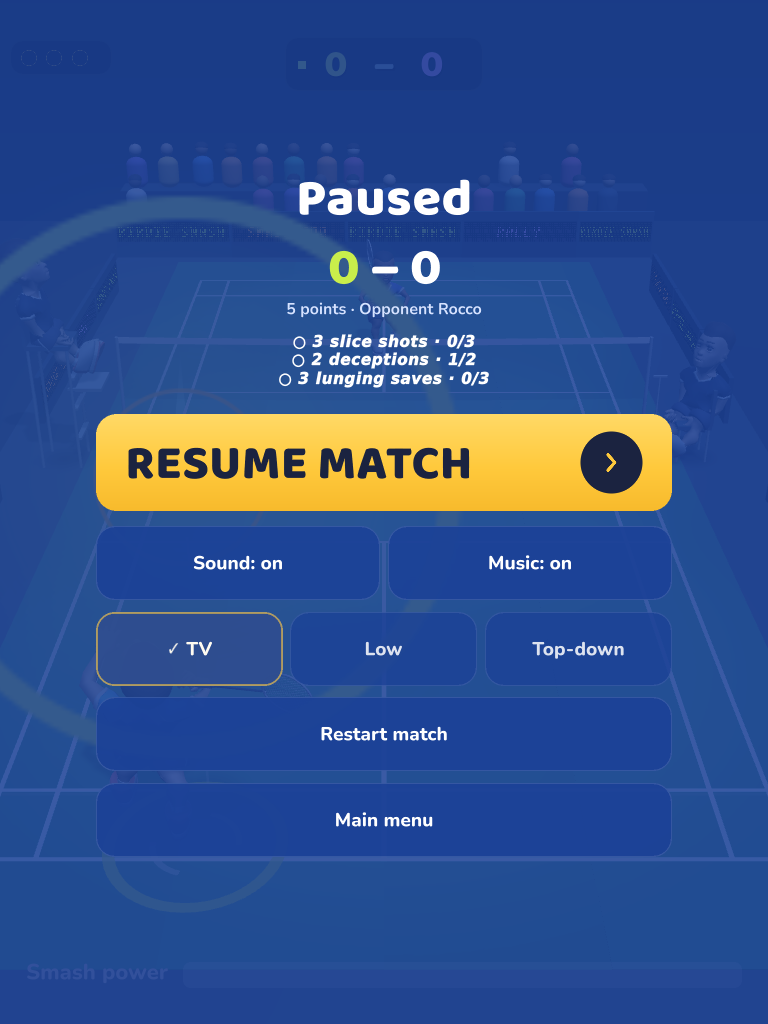 0 – 0
Paused
0 – 0
5 points · Opponent Rocco
○ 3 slice shots · 0/3
○ 2 deceptions · 1/2
○ 3 lunging saves · 0/3
RESUME MATCH
Sound: on
Music: on
✓ TV
Low
Top-down
Restart match
Main menu
Smash power